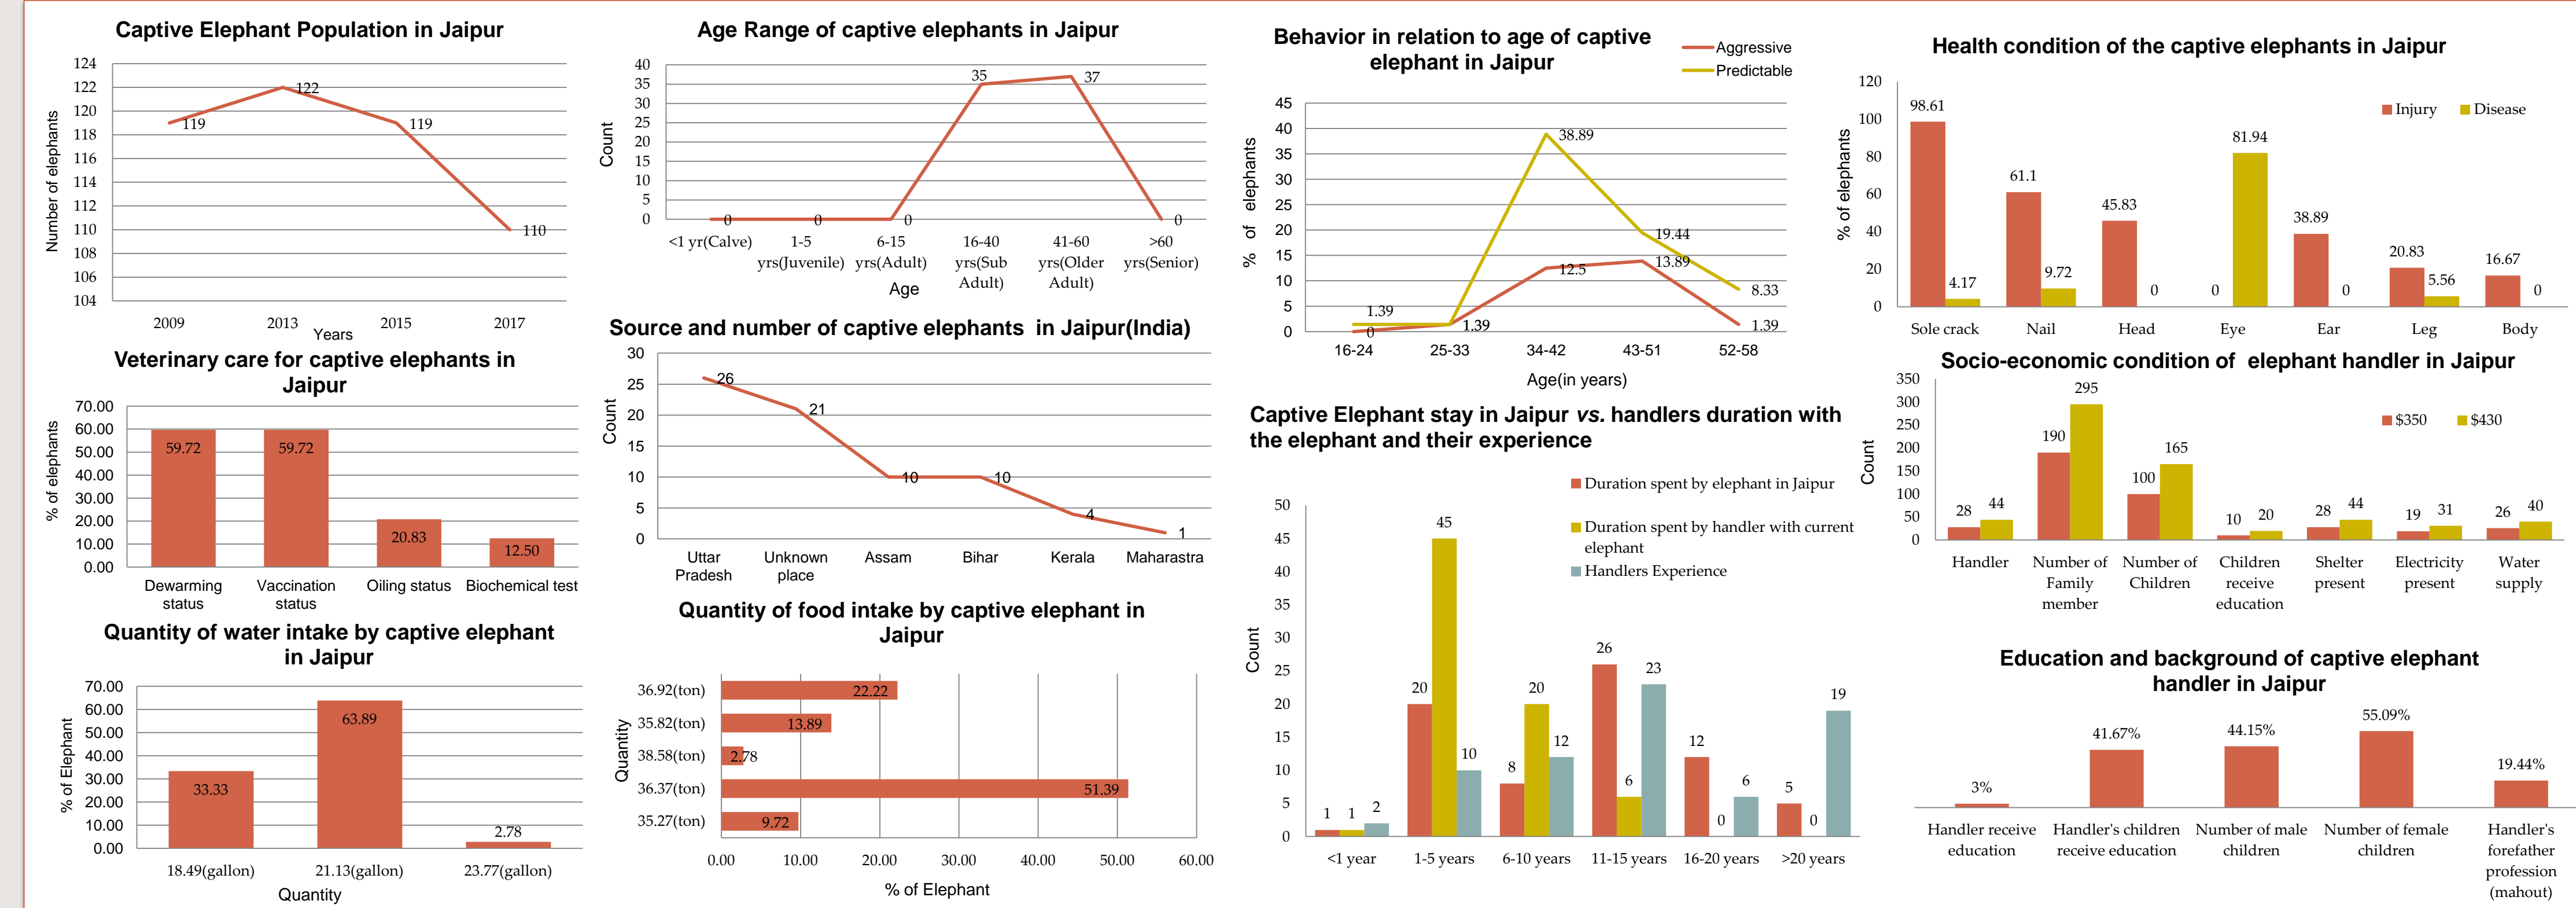 Captive Elephant Population in Jaipur
Number of elephants
124
122
120
118
116
114
112
110
108
106
104
119
122
119
110
2009
2013
2015
2017
Years
Veterinary care for captive elephants in
Jaipur
% of elephants
70.00
60.00
50.00
40.00
30.00
20.00
10.00
0.00
59.72
59.72
20.83
12.50
Dewarming
status
Vaccination
status
Oiling status
Biochemical test
Quantity of water intake by captive elephant
in Jaipur
% of Elephant
70.00
60.00
50.00
40.00
30.00
20.00
10.00
0.00
33.33
63.89
2.78
18.49(gallon)
21.13(gallon)
23.77(gallon)
Quantity
Age Range of captive elephants in Jaipur
Count
40
35
30
25
20
15
10
5
0
0
0
0
35
37
0
<1 yr(Calve)
1-5
yrs(Juvenile)
6-15
yrs(Adult)
16-40
yrs(Sub
Adult)
41-60
yrs(Older
Adult)
>60
yrs(Senior)
Age
Source and number of captive elephants in Jaipur(India)
Count
30
25
20
15
10
5
0
26
21
10
10
4
1
Uttar
Pradesh
Unknown
place
Assam
Bihar
Kerala
Maharastra
Quantity of food intake by captive elephant in
Jaipur
Quantity
36.92(ton)
35.82(ton)
38.58(ton)
36.37(ton)
35.27(ton)
22.22
13.89
2.78
51.39
9.72
0.00
10.00
20.00
30.00
40.00
50.00
60.00
% of Elephant
Behavior in relation to age of captive
elephant in Jaipur
Aggressive
Predictable
% of elephants
45
40
35
30
25
20
15
10
5
0
1.39
0
1.39
38.89
12.5
19.44
13.89
8.33
1.39
16-24
25-33
34-42
43-51
52-58
Age(in years)
Captive Elephant stay in Jaipur vs. handlers duration with
the elephant and their experience
Duration spent by elephant in Jaipur
Duration spent by handler with current
elephant
Handlers Experience
Count
50
45
40
35
30
25
20
15
10
5
0
1
1
2
20
45
10
8
20
12
26
6
23
12
0
6
5
0
19
<1 year
1-5 years
6-10 years
11-15 years
16-20 years
>20 years
Health condition of the captive elephants in Jaipur
Injury
Disease
% of elephants
120
100
80
60
40
20
0
98.61
4.17
61.1
9.72
45.83
0
0
81.94
38.89
0
20.83
5.56
16.67
0
Sole crack
Nail
Head
Eye
Ear
Leg
Body
Socio-economic condition of elephant handler in Jaipur
$350
$430
Count
350
300
250
200
150
100
50
0
28
44
190
295
100
165
10
20
28
44
19
31
26
40
Handler
Number of
Family
member
Number of
Children
Children
receive
education
Shelter
present
Electricity
present
Water
supply
Education and background of captive elephant
handler in Jaipur
3%
41.67%
44.15%
55.09%
19.44%
Handler receive
education
Handler's children
receive education
Number of male
children
Number of female
children
Handler's
forefather
profession
(mahout)